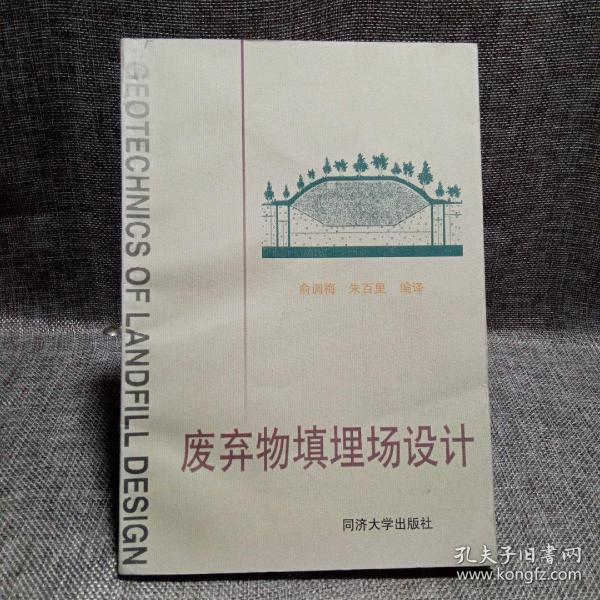 GEOTECHNICS OF LANDFILL DESIGN
俞调梅 朱百里 编译
废弃物填埋场设计
同济大学出版社
孔夫子旧書网
www.kongfz.com